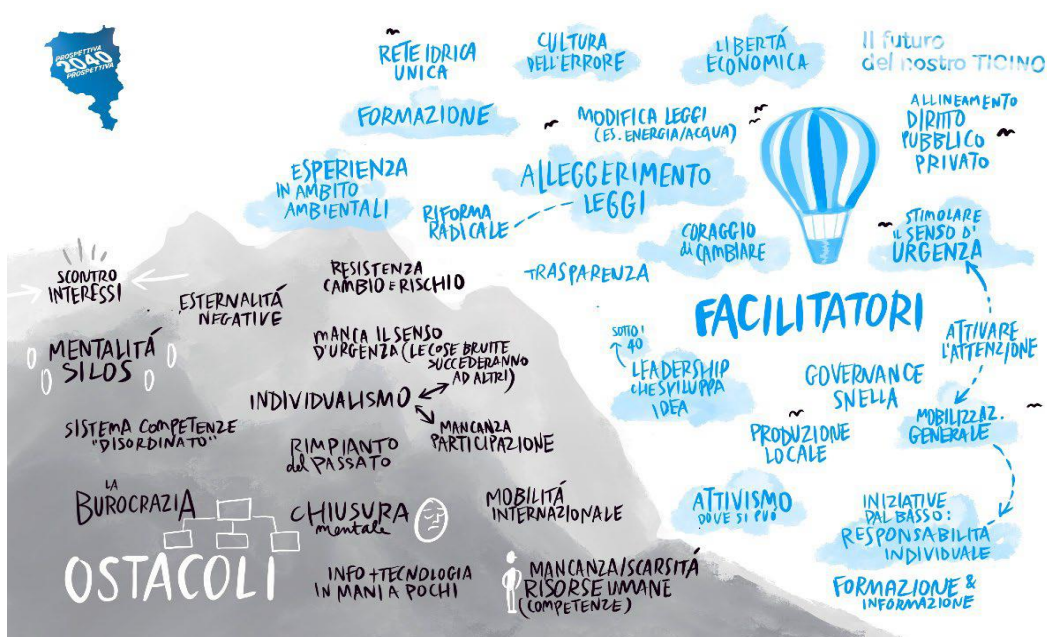 PROSPETTIVA
2040
PROSPETTIVA
RETE IDRICA
UNICA
CULTURA
DELL'ERRORE
LIBERTÁ
ECONOMICA
Il futuro
del nostro TICINO
FORMAZIONE
MODIFICA LEGGI
(ES. ENERGIA/ACQUA)
ALLINEAMENTO
DIRITTO
PUBBLICO
PRIVATO
ESPERIENZA
IN AMBITO
AMBIENTALI
ALLEGGERIMENTO
LEGGI
RIFORMA
RADICALE
CORAGGIO
di CAMBIARE
STIMOLARE
IL SENSO D'
URGENZA
TRASPARENZA
FACILITATORI
SOTTO I
40
LEADERSHIP
CHE SVILUPPA
IDEA
ATTIVARE
L'ATTENZIONE
GOVERNANCE
SNELLA
MOBILIZZAZ.
GENERALE
PRODUZIONE
LOCALE
ATTIVISMO
DOVE SI PUÓ
INIZIATIVE
DAL BASSO:
RESPONSABILITÁ
INDIVIDUALE
FORMAZIONE &
INFORMAZIONE
SCONTRO
INTERESSI
RESISTENZA
CAMBIO E RISCHIO
ESTERNALITÁ
NEGATIVE
MENTALITÁ
SILOS
MANCA IL SENSO
D'URGENZA (LE COSE BRUTTE
SUCCEDERANNO
AD ALTRI)
INDIVIDUALISMO
MANCANZA
PARTECIPAZIONE
SISTEMA COMPETENZE
"DISORDINATO"
RIMPIANTO
del PASSATO
LA
BUROCRAZIA
CHIUSURA
mentale
MOBILITÁ
INTERNAZIONALE
OSTACOLI
INFO + TECNOLOGIA
IN MANI A POCHI
MANCANZA/SCARSITÁ
RISORSE UMANE
(COMPETENZE)